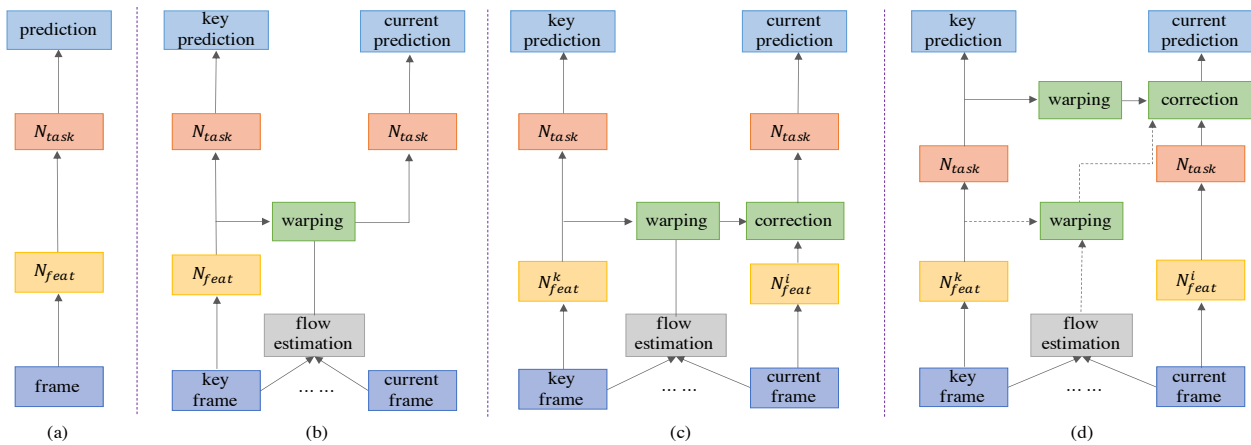 prediction
N_task
N_feat
frame
(a)
key
prediction
current
prediction
N_task
N_task
warping
N_feat
flow
estimation
key
frame
... ...
current
frame
(b)
key
prediction
current
prediction
N_task
N_task
warping
correction
N^k_feat
N^i_feat
flow
estimation
key
frame
... ...
current
frame
(c)
key
prediction
current
prediction
warping
correction
N_task
N_task
warping
N^k_feat
N^i_feat
flow
estimation
key
frame
... ...
current
frame
(d)